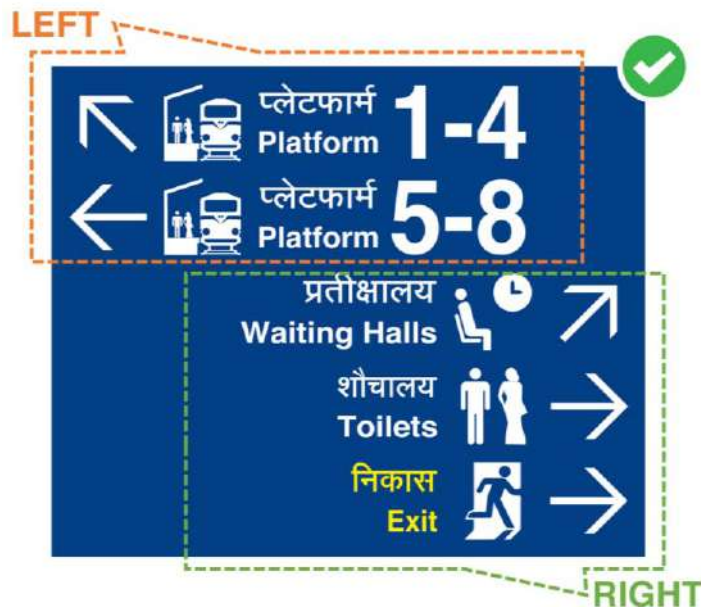 LEFT
प्लेटफार्म
Platform 1-4
प्लेटफार्म
Platform 5-8
प्रतीक्षालय
Waiting Halls
शौचालय
Toilets
निकास
Exit
RIGHT